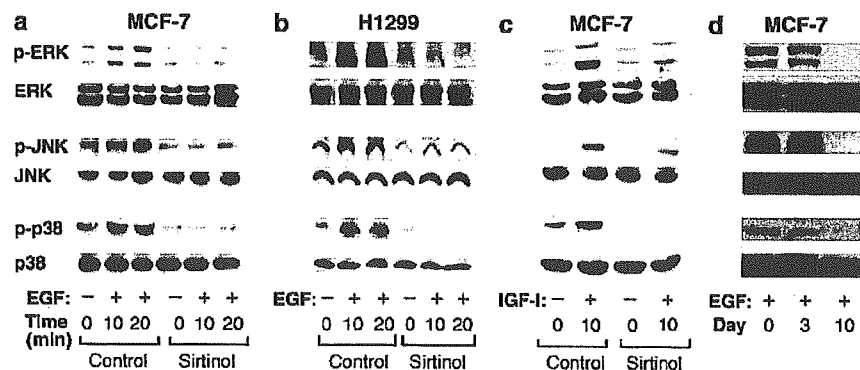 a MCF-7 b H1299 c MCF-7 d MCF-7
p-ERK
ERK
p-JNK
JNK
p-p38
p38
EGF: − + + − + + EGF: − + + − + + IGF-I: − + − + EGF: + + +
Time 0 10 20 0 10 20 0 10 20 0 10 20 0 10 0 10 Day 0 3 10
(min)
Control Sirtinol Control Sirtinol Control Sirtinol